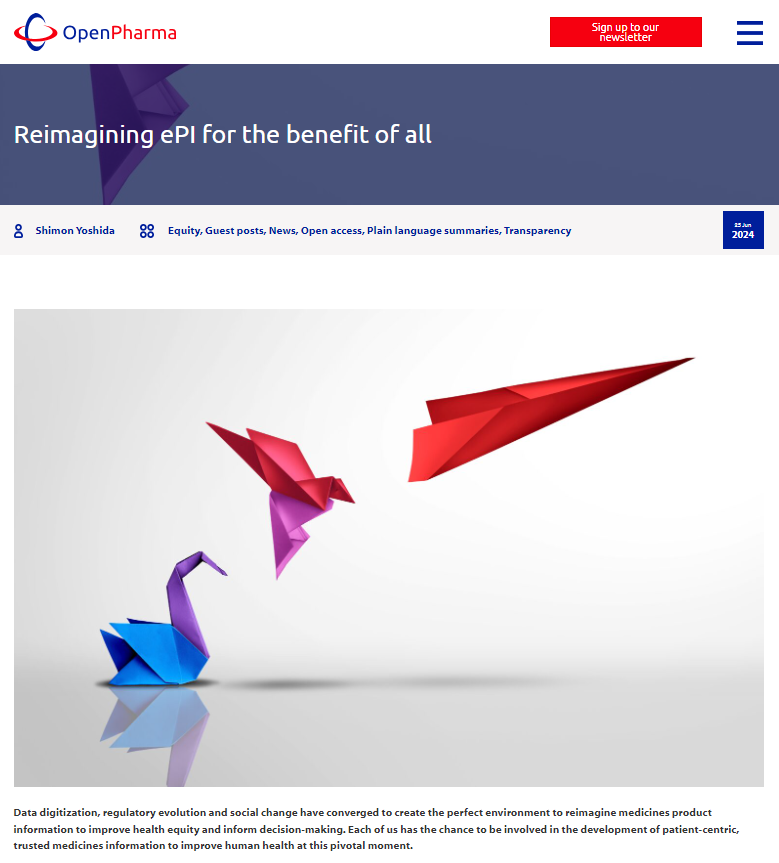 OpenPharma
Sign up to our
newsletter
Reimagining ePI for the benefit of all
Shimon Yoshida
Equity, Guest posts, News, Open access, Plain language summaries, Transparency
25 Jun
2024
Data digitization, regulatory evolution and social change have converged to create the perfect environment to reimagine medicines product
information to improve health equity and inform decision-making. Each of us has the chance to be involved in the development of patient-centric,
trusted medicines information to improve human health at this pivotal moment.